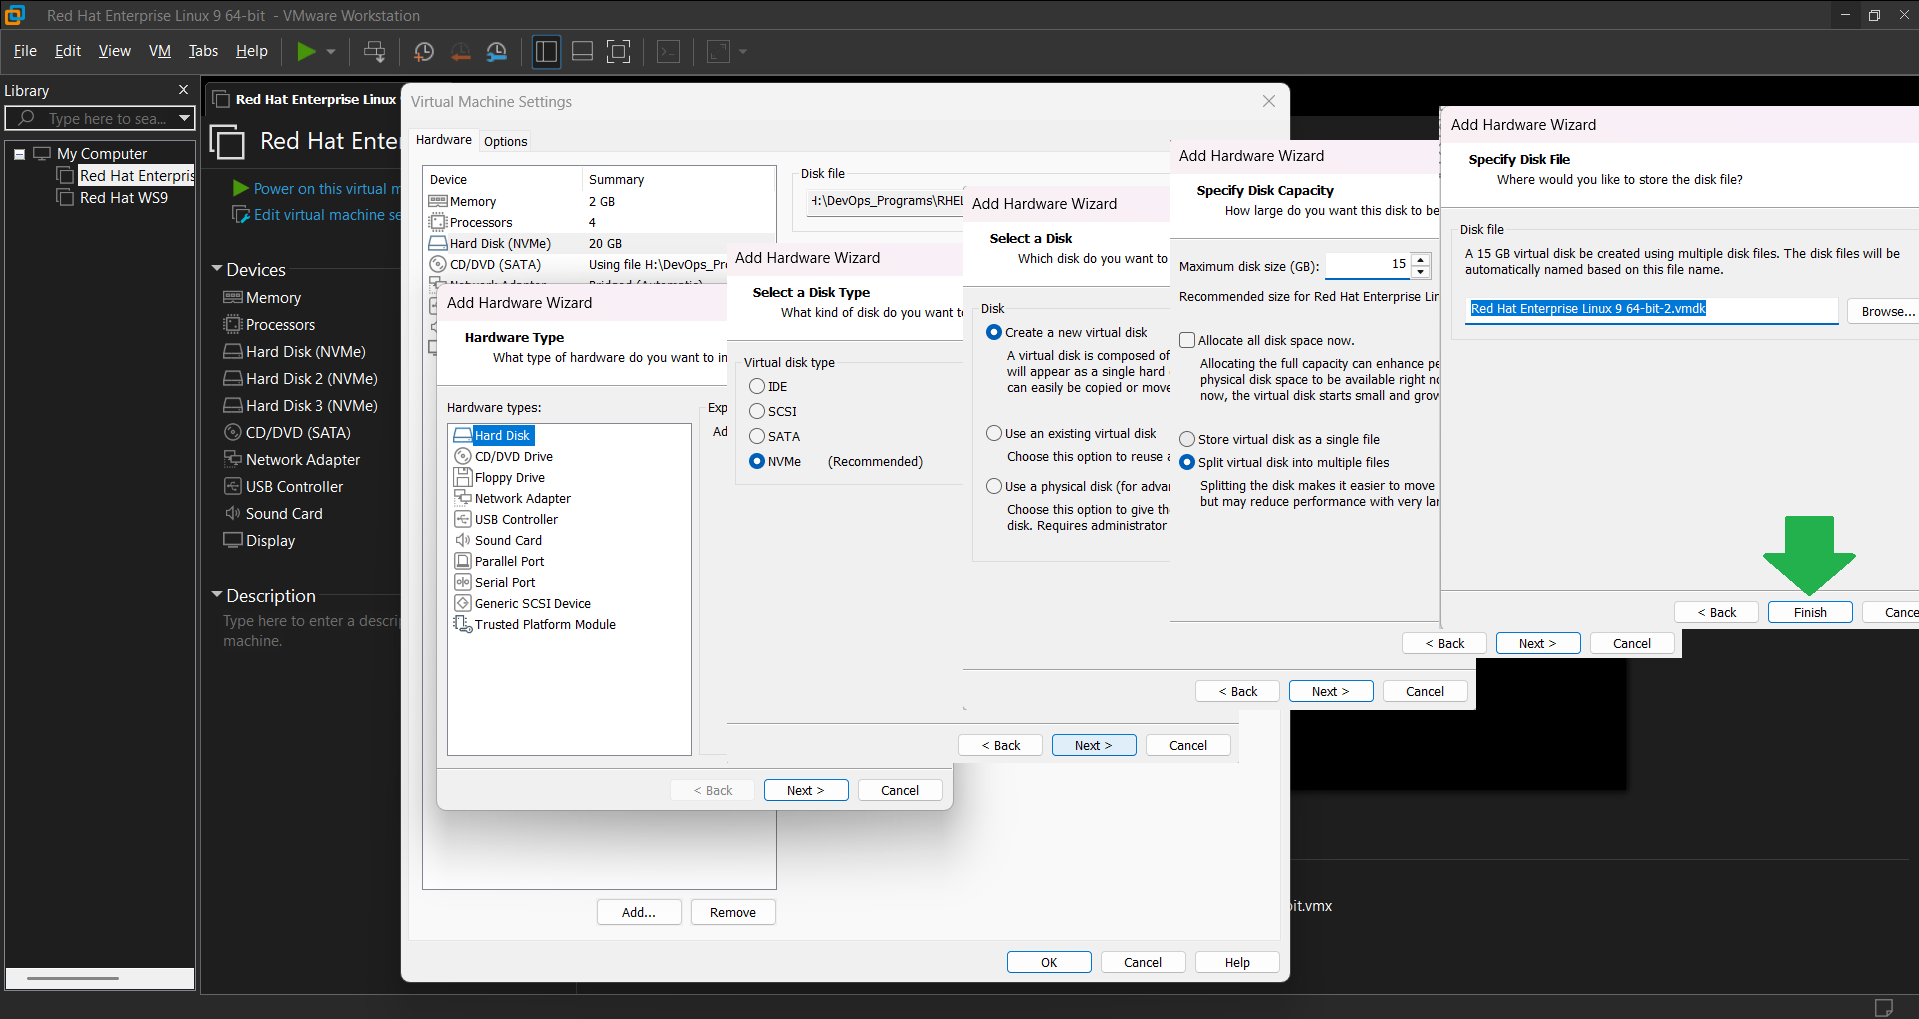 Red Hat Enterprise Linux 9 64-bit - VMware Workstation
File Edit View VM Tabs Help
Library
Type here to sea...
My Computer
Red Hat Enterpris
Red Hat WS9
Red Hat Enterprise Linux
Red Hat Ente
Power on this virtual m
Edit virtual machine se
Devices
Memory
Processors
Hard Disk (NVMe)
Hard Disk 2 (NVMe)
Hard Disk 3 (NVMe)
CD/DVD (SATA)
Network Adapter
USB Controller
Sound Card
Display
Description
Type here to enter a descri
machine.
Virtual Machine Settings
Hardware Options
Device Summary
Memory 2 GB
Processors 4
Hard Disk (NVMe) 20 GB
CD/DVD (SATA) Using file H:\DevOps_Pr
Disk file
H:\DevOps_Programs\RHEL
Add... Remove
OK Cancel Help
Add Hardware Wizard
Hardware Type
What type of hardware do you want to in
Hardware types:
Hard Disk
CD/DVD Drive
Floppy Drive
Network Adapter
USB Controller
Sound Card
Parallel Port
Serial Port
Generic SCSI Device
Trusted Platform Module
Exp
Ad
< Back Next > Cancel
Add Hardware Wizard
Select a Disk Type
What kind of disk do you want t
Virtual disk type
IDE
SCSI
SATA
NVMe (Recommended)
< Back Next > Cancel
Add Hardware Wizard
Select a Disk
Which disk do you want to
Disk
Create a new virtual disk
A virtual disk is composed of
will appear as a single hard
can easily be copied or move
Use an existing virtual disk
Choose this option to reuse a
Use a physical disk (for adva
Choose this option to give th
disk. Requires administrator
< Back Next > Cancel
Add Hardware Wizard
Specify Disk Capacity
How large do you want this disk to be
Maximum disk size (GB): 15
Recommended size for Red Hat Enterprise Lin
Allocate all disk space now.
Allocating the full capacity can enhance pe
physical disk space to be available right no
now, the virtual disk starts small and grow
Store virtual disk as a single file
Split virtual disk into multiple files
Splitting the disk makes it easier to move
but may reduce performance with very lar
< Back Next > Cancel
Add Hardware Wizard
Specify Disk File
Where would you like to store the disk file?
Disk file
A 15 GB virtual disk be created using multiple disk files. The disk files will be
automatically named based on this file name.
Red Hat Enterprise Linux 9 64-bit-2.vmdk
Browse...
< Back Finish Cance
bit.vmx